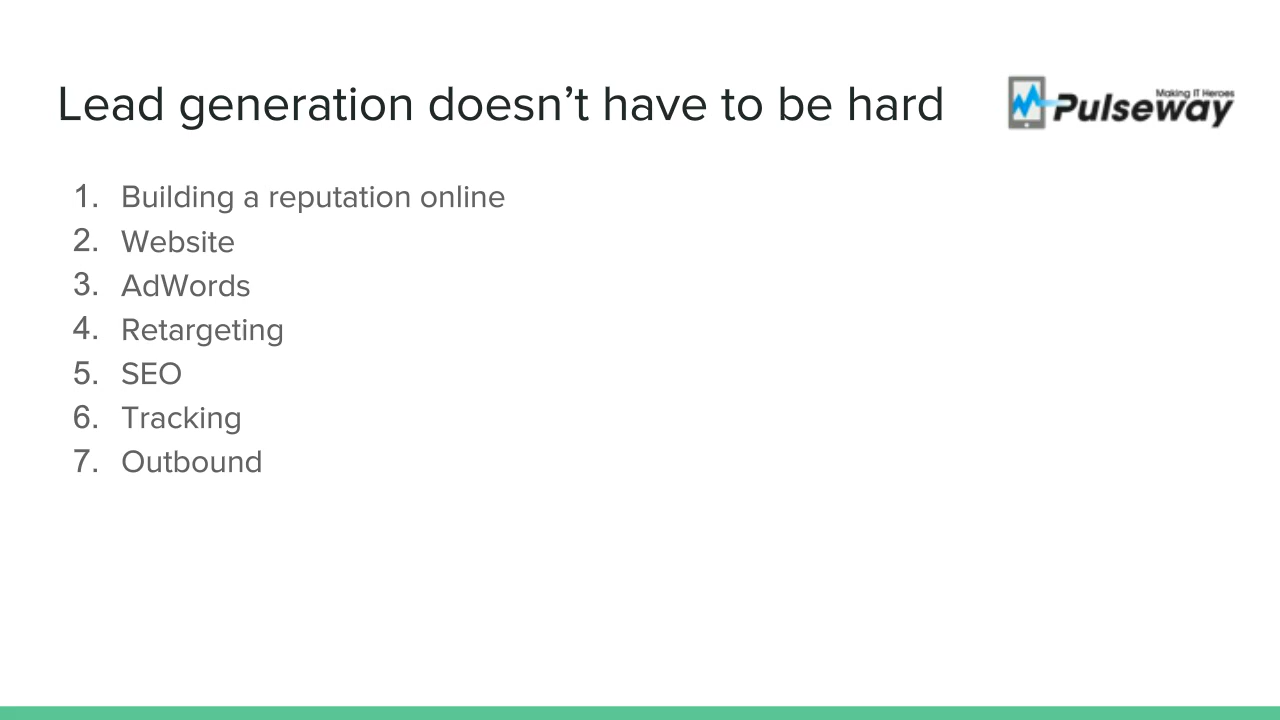 Lead generation doesn’t have to be hard
Making IT Heroes
Pulseway
1. Building a reputation online
2. Website
3. AdWords
4. Retargeting
5. SEO
6. Tracking
7. Outbound